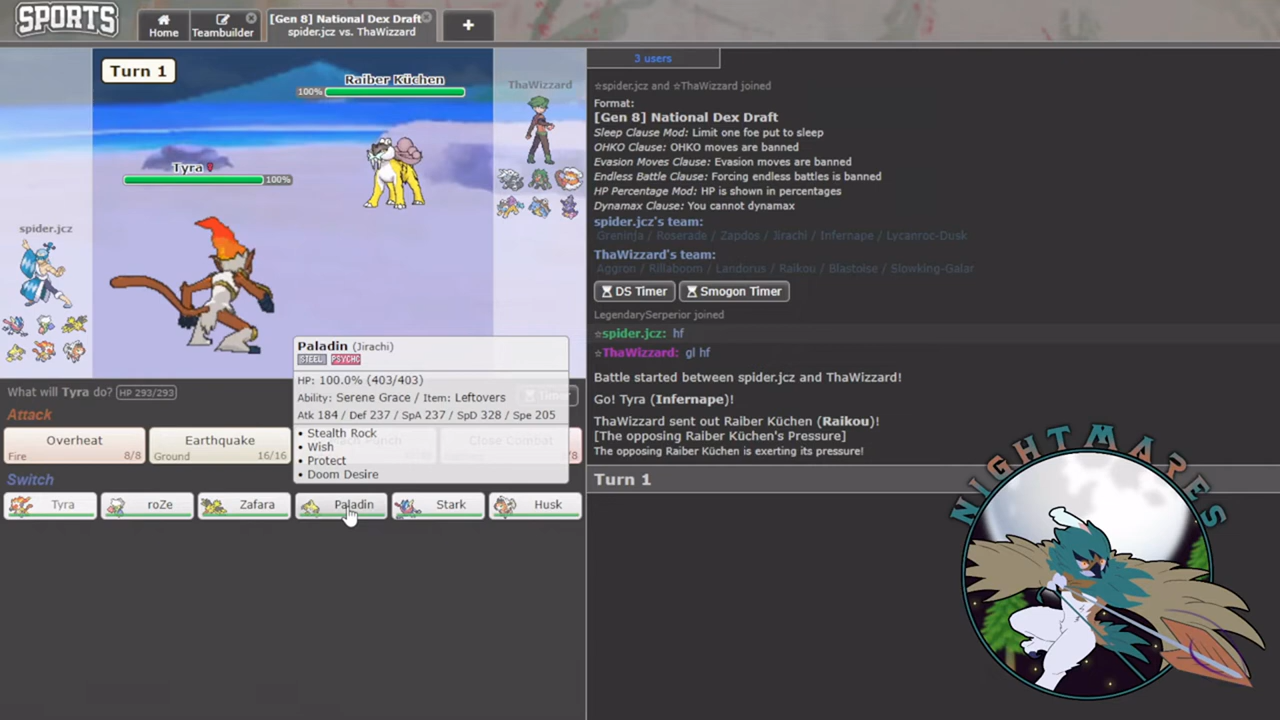 SPORTS
Home
Teambuilder
[Gen 8] National Dex Draft
spider.jcz vs. ThaWizzard
+
Turn 1
Raiber Küchen
100%
Tyra
100%
ThaWizzard
spider.jcz
Paladin (Jirachi)
STEEL PSYCHC
HP: 100.0% (403/403)
Ability: Serene Grace / Item: Leftovers
Atk 184 / Def 237 / SpA 237 / SpD 328 / Spe 205
• Stealth Rock
• Wish
• Protect
• Doom Desire
What will Tyra do? HP 293/293
Timer
Attack
Overheat
Fire 8/8
Earthquake
Ground 16/16
Close Combat
Switch
Tyra
roZe
Zafara
Paladin
Stark
Husk
3 users
☆spider.jcz and ☆ThaWizzard joined
Format:
[Gen 8] National Dex Draft
Sleep Clause Mod: Limit one foe put to sleep
OHKO Clause: OHKO moves are banned
Evasion Moves Clause: Evasion moves are banned
Endless Battle Clause: Forcing endless battles is banned
HP Percentage Mod: HP is shown in percentages
Dynamax Clause: You cannot dynamax
spider.jcz's team:
Greninja / Roserade / Zapdos / Jirachi / Infernape / Lycanroc-Dusk
ThaWizzard's team:
Aggron / Rillaboom / Landorus / Raikou / Blastoise / Slowking-Galar
DS Timer
Smogon Timer
LegendarySerperior joined
☆spider.jcz: hf
☆ThaWizzard: gl hf
Battle started between spider.jcz and ThaWizzard!
Go! Tyra (Infernape)!
ThaWizzard sent out Raiber Küchen (Raikou)!
[The opposing Raiber Küchen's Pressure]
The opposing Raiber Küchen is exerting its pressure!
Turn 1
NIGHTMARES